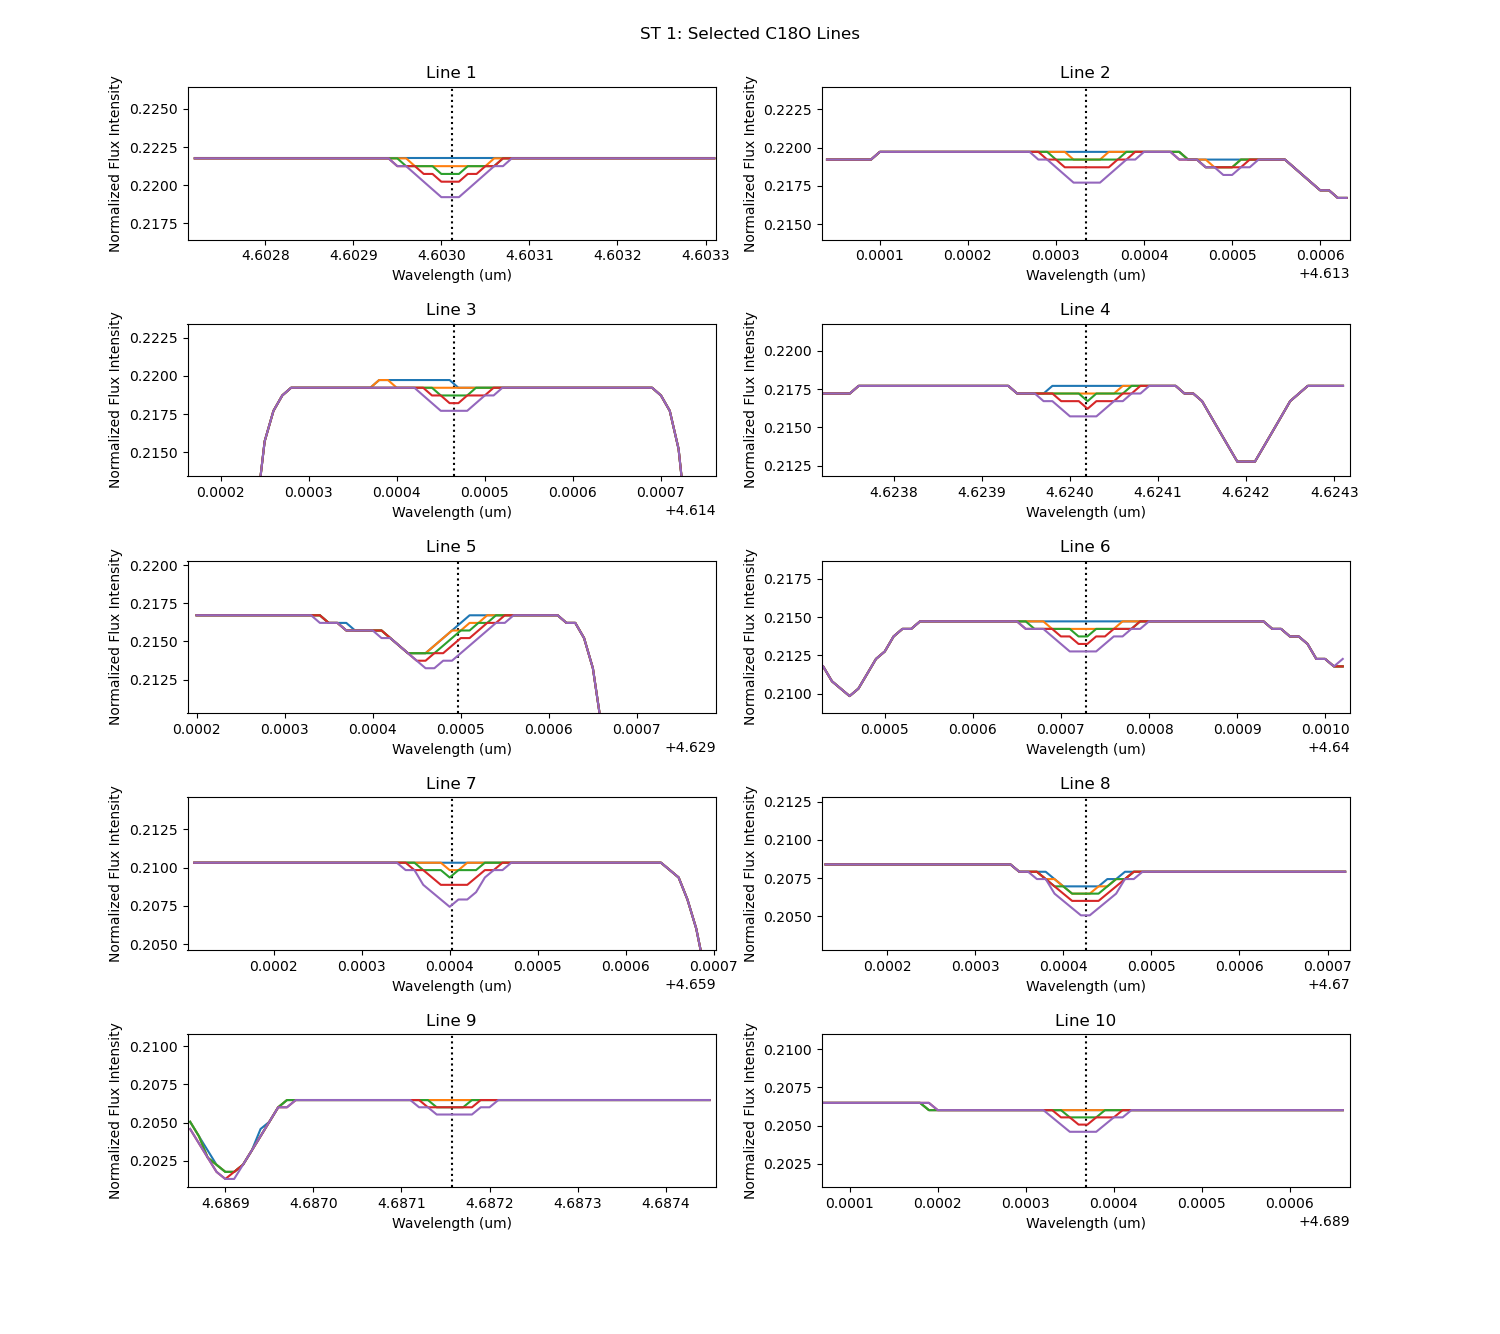 ST 1: Selected C18O Lines
Line 1
Normalized Flux Intensity
0.2250
0.2225
0.2200
0.2175
4.6028 4.6029 4.6030 4.6031 4.6032 4.6033
Wavelength (um)
Line 2
Normalized Flux Intensity
0.2225
0.2200
0.2175
0.2150
0.0001 0.0002 0.0003 0.0004 0.0005 0.0006
+4.613
Wavelength (um)
Line 3
Normalized Flux Intensity
0.2225
0.2200
0.2175
0.2150
0.0002 0.0003 0.0004 0.0005 0.0006 0.0007
+4.614
Wavelength (um)
Line 4
Normalized Flux Intensity
0.2200
0.2175
0.2150
0.2125
4.6238 4.6239 4.6240 4.6241 4.6242 4.6243
Wavelength (um)
Line 5
Normalized Flux Intensity
0.2200
0.2175
0.2150
0.2125
0.0002 0.0003 0.0004 0.0005 0.0006 0.0007
+4.629
Wavelength (um)
Line 6
Normalized Flux Intensity
0.2175
0.2150
0.2125
0.2100
0.0005 0.0006 0.0007 0.0008 0.0009 0.0010
+4.64
Wavelength (um)
Line 7
Normalized Flux Intensity
0.2125
0.2100
0.2075
0.2050
0.0002 0.0003 0.0004 0.0005 0.0006 0.0007
+4.659
Wavelength (um)
Line 8
Normalized Flux Intensity
0.2125
0.2100
0.2075
0.2050
0.0002 0.0003 0.0004 0.0005 0.0006 0.0007
+4.67
Wavelength (um)
Line 9
Normalized Flux Intensity
0.2100
0.2075
0.2050
0.2025
4.6869 4.6870 4.6871 4.6872 4.6873 4.6874
Wavelength (um)
Line 10
Normalized Flux Intensity
0.2100
0.2075
0.2050
0.2025
0.0001 0.0002 0.0003 0.0004 0.0005 0.0006
+4.689
Wavelength (um)